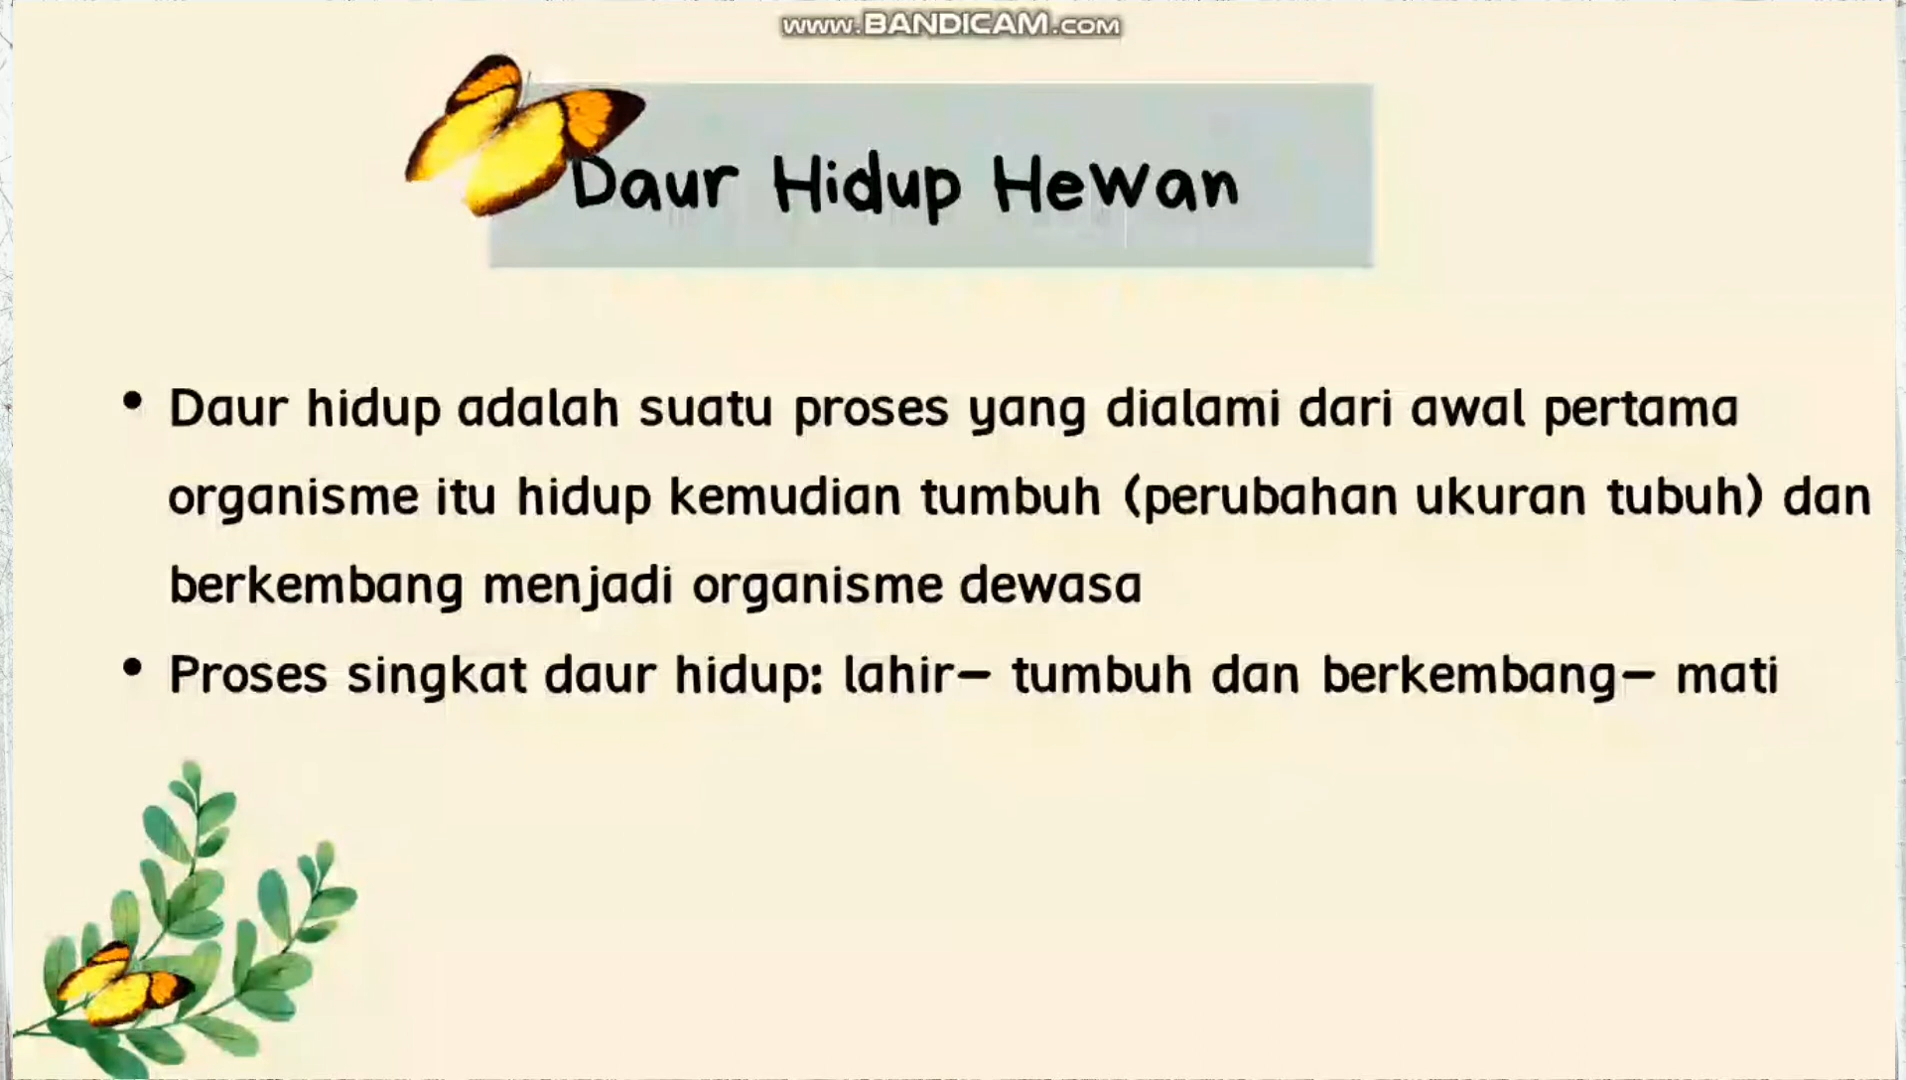 www.BANDICAM.com
Daur Hidup Hewan
• Daur hidup adalah suatu proses yang dialami dari awal pertama
organisme itu hidup kemudian tumbuh (perubahan ukuran tubuh) dan
berkembang menjadi organisme dewasa
• Proses singkat daur hidup: lahir– tumbuh dan berkembang– mati